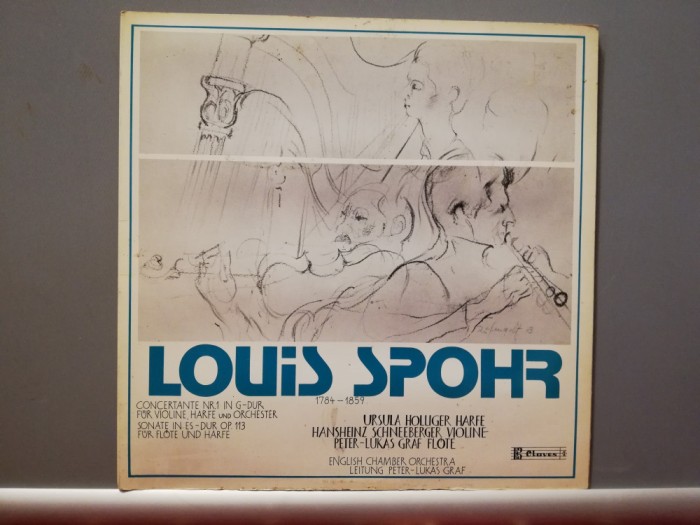 LOUIS SPOHR
1784-1859
CONCERTANTE NR.1 IN G-DUR
FÜR VIOLINE, HARFE UND ORCHESTER
SONATE IN ES-DUR OP. 113
FÜR FLÖTE UND HARFE
URSULA HOLLIGER HARFE
HANSHEINZ SCHNEEBERGER VIOLINE
PETER-LUKAS GRAF FLÖTE
ENGLISH CHAMBER ORCHESTRA
LEITUNG PETER-LUKAS GRAF
Claves